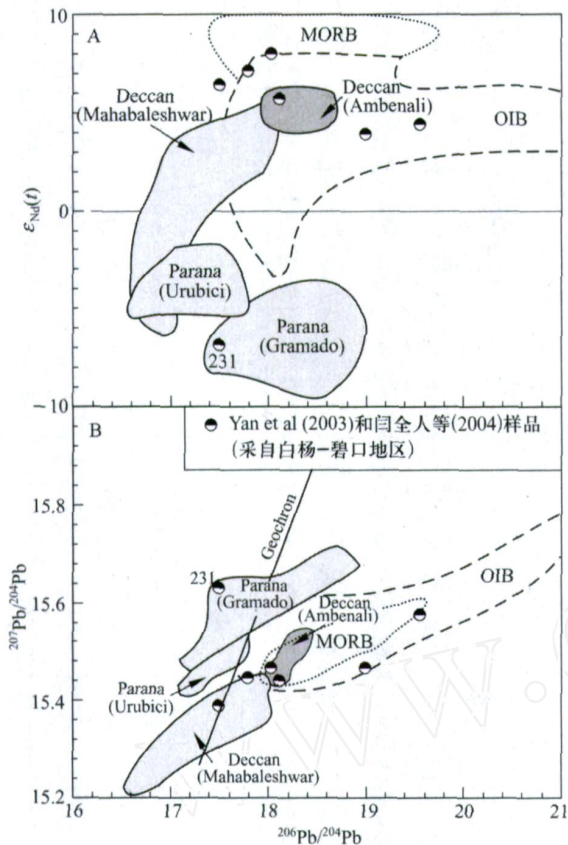 A
10
MORB
Deccan
(Mahabaleshwar)
Deccan
(Ambenali)
OIB
5
εNd(t)
0
Parana
(Urubici)
-5
Parana
(Gramado)
231
-10
B
Yan et al (2003)和闫全人等(2004)样品
(采自白杨-碧口地区)
15.8
Geochron
231
OIB
15.6
Parana
(Gramado)
Deccan
(Ambenali)
MORB
207Pb/204Pb
Parana
(Urubici)
15.4
Deccan
(Mahabaleshwar)
15.2
16 17 18 19 20 21
206Pb/204Pb